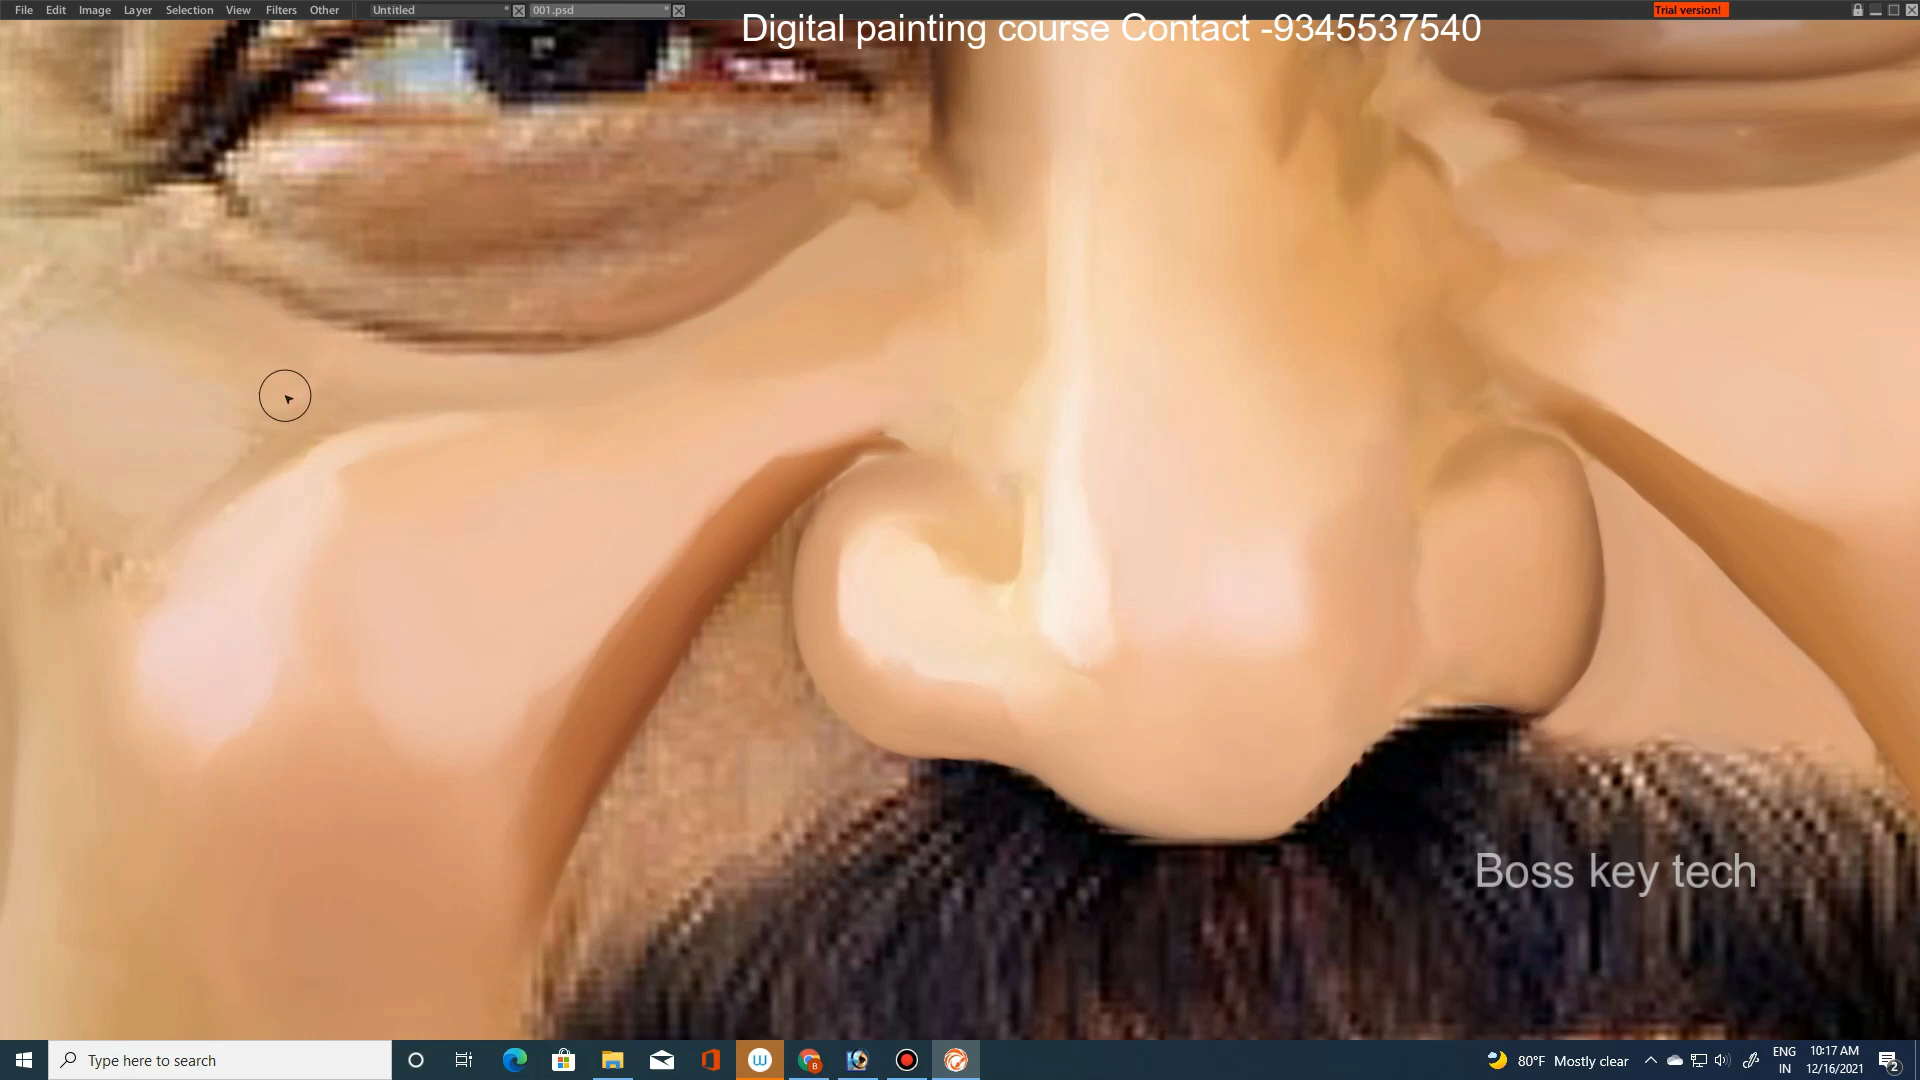 File Edit Image Layer Selection View Filters Other Untitled * 001.psd * Trial version!
Digital painting course Contact -9345537540
Boss key tech
Type here to search
80°F Mostly clear
ENG
IN
10:17 AM
12/16/2021
2